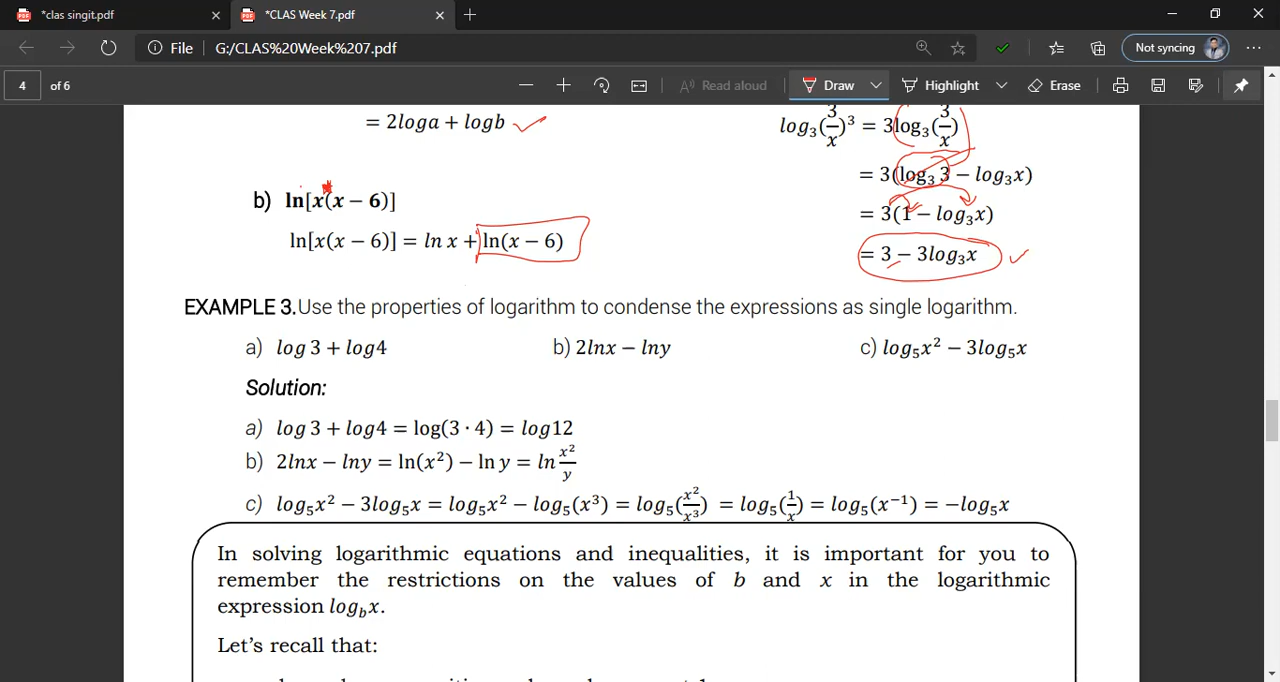 *clas singit.pdf
*CLAS Week 7.pdf
File G:/CLAS%20Week%207.pdf Not syncing
4 of 6 Read aloud Draw Highlight Erase
= 2loga + logb
log₃(3/x)³ = 3log₃(3/x)
= 3(log₃3 − log₃x)
= 3(1 − log₃x)
= 3 − 3log₃x
b) ln[x(x − 6)]
ln[x(x − 6)] = ln x + ln(x − 6)
EXAMPLE 3. Use the properties of logarithm to condense the expressions as single logarithm.
a) log 3 + log4 b) 2lnx − lny c) log₅x² − 3log₅x
Solution:
a) log 3 + log4 = log(3 · 4) = log12
b) 2lnx − lny = ln(x²) − ln y = ln x²/y
c) log₅x² − 3log₅x = log₅x² − log₅(x³) = log₅(x²/x³) = log₅(1/x) = log₅(x⁻¹) = −log₅x
In solving logarithmic equations and inequalities, it is important for you to
remember the restrictions on the values of b and x in the logarithmic
expression log_b x.
Let's recall that: